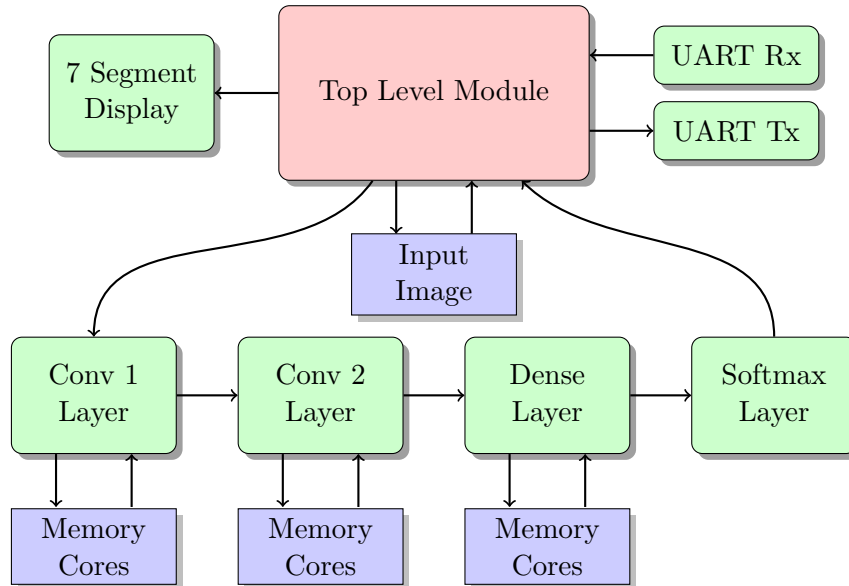 7 Segment
Display
Top Level Module
UART Rx
UART Tx
Input
Image
Conv 1
Layer
Conv 2
Layer
Dense
Layer
Softmax
Layer
Memory
Cores
Memory
Cores
Memory
Cores